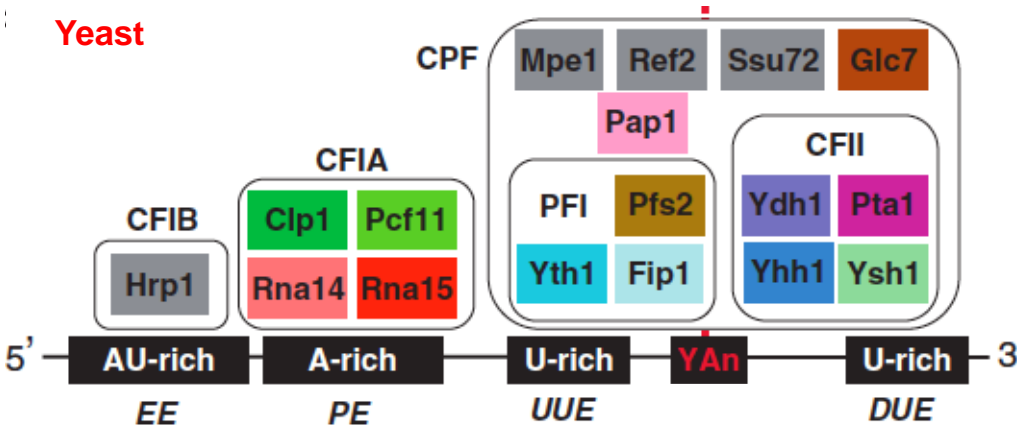 Yeast
CPF
Mpe1 Ref2 Ssu72 Glc7
Pap1
CFII
CFIA
PFI Pfs2 Ydh1 Pta1
CFIB
Clp1 Pcf11
Yth1 Fip1 Yhh1 Ysh1
Hrp1
Rna14 Rna15
5’ AU-rich A-rich U-rich YAn U-rich 3
EE PE UUE DUE